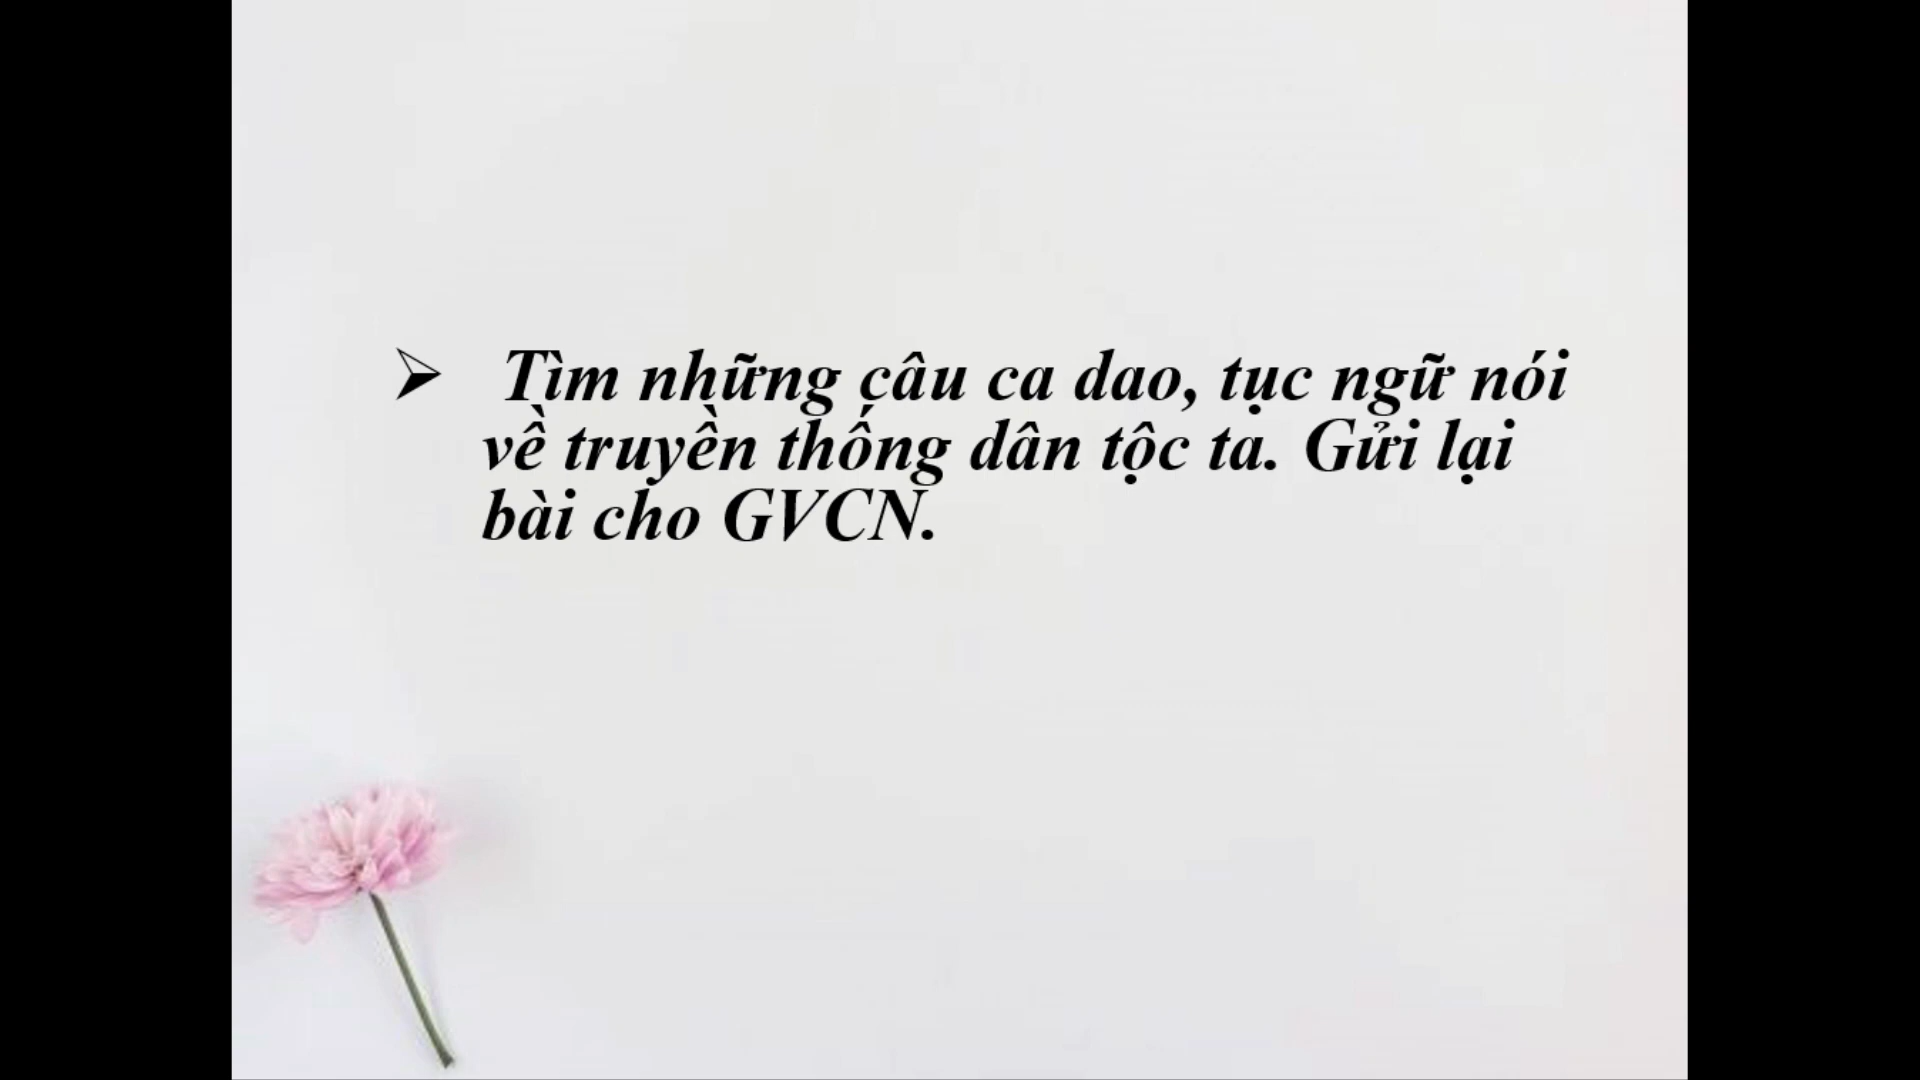 ➢ Tìm những câu ca dao, tục ngữ nói
về truyền thống dân tộc ta. Gửi lại
bài cho GVCN.